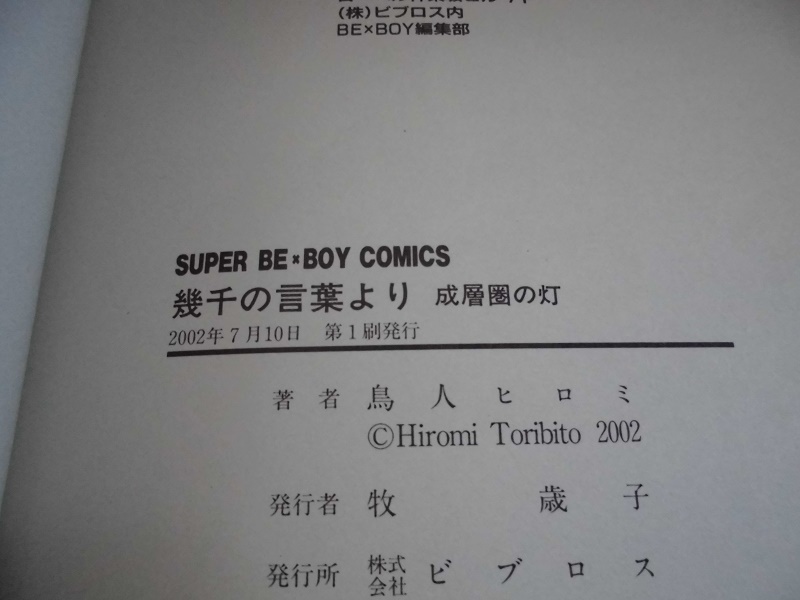 (株)ビブロス内
BE×BOY編集部
SUPER BE×BOY COMICS
幾千の言葉より 成層圏の灯
2002年7月10日 第1刷発行
著者 鳥人ヒロミ
©Hiromi Toribito 2002
発行者 牧 歳子
発行所 株式会社 ビブロス